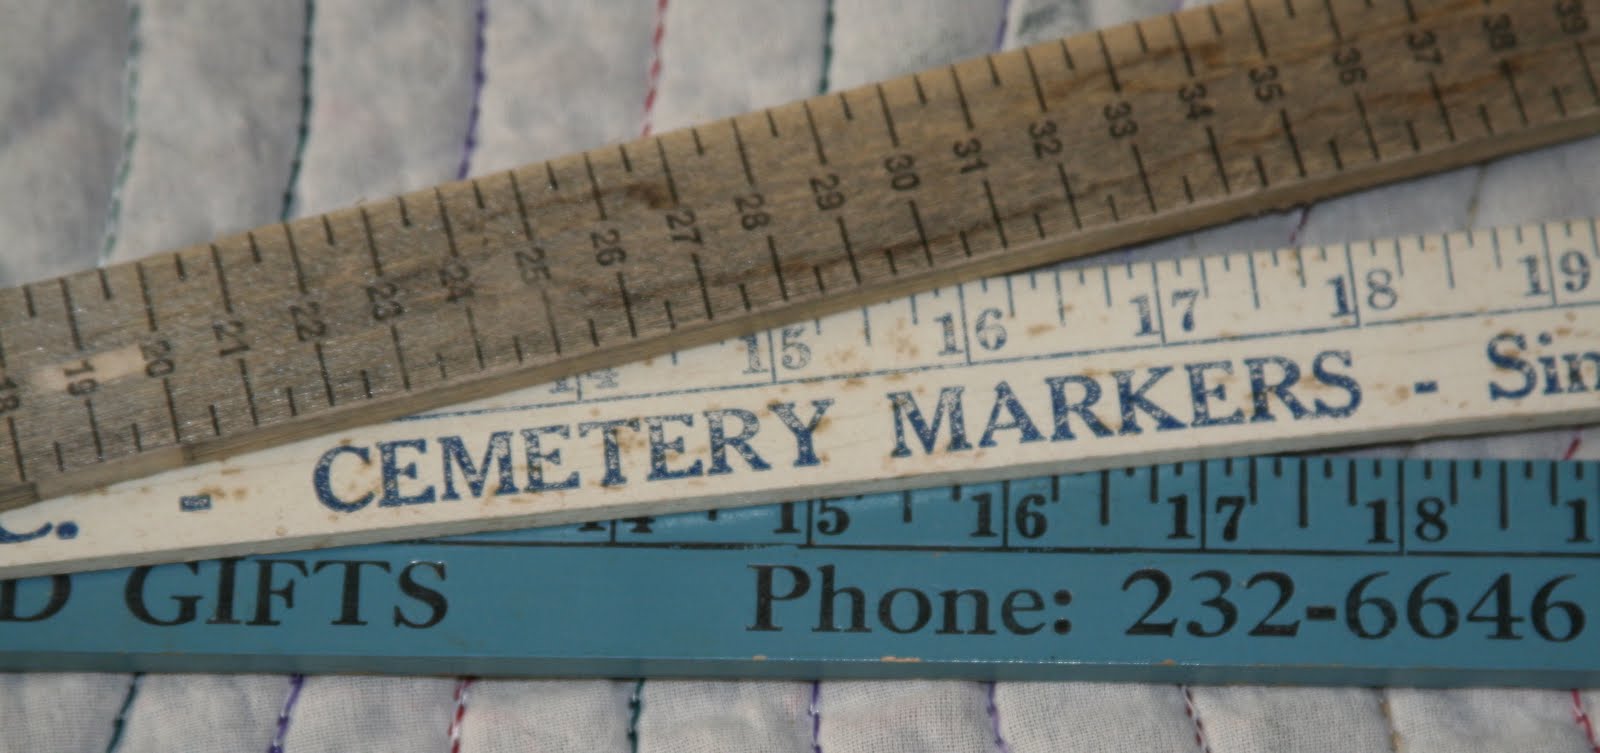 18 19 20 21 22 23 24 25 26 27 28 29 30 31 32 33 34 35 36 37 38 39
14 15 16 17 18 19
C. - CEMETERY MARKERS - Sin
14 15 16 17 18 1
D GIFTS Phone: 232-6646